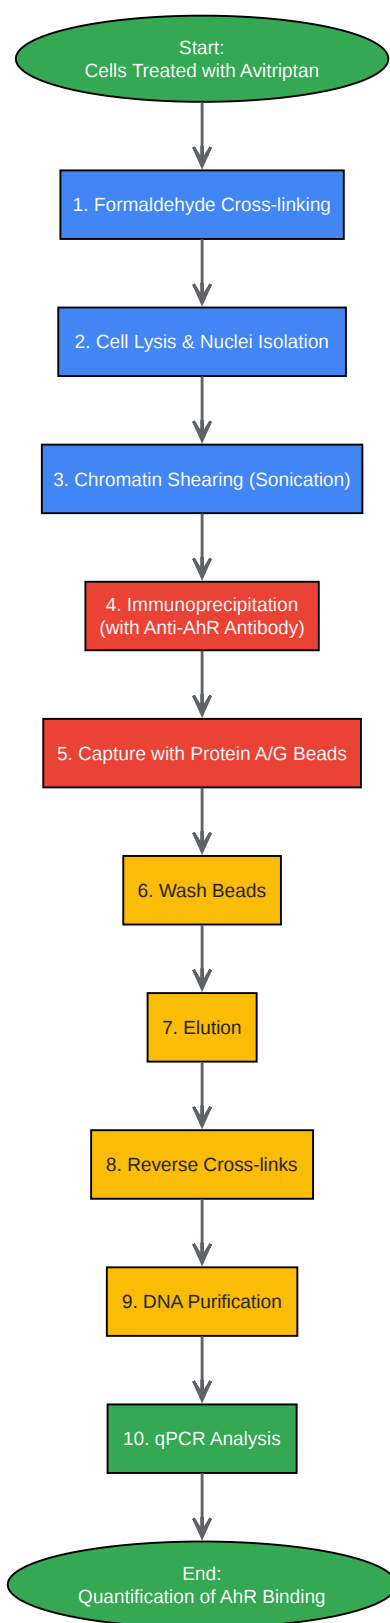 Start:
Cells Treated with Avitriptan
1. Formaldehyde Cross-linking
2. Cell Lysis & Nuclei Isolation
3. Chromatin Shearing (Sonication)
4. Immunoprecipitation
(with Anti-AhR Antibody)
5. Capture with Protein A/G Beads
6. Wash Beads
7. Elution
8. Reverse Cross-links
9. DNA Purification
10. qPCR Analysis
End:
Quantification of AhR Binding